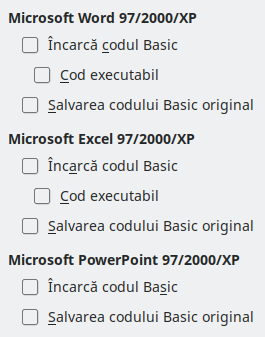 Microsoft Word 97/2000/XP
Încarcă codul Basic
Cod executabil
Salvarea codului Basic original
Microsoft Excel 97/2000/XP
Încarcă codul Basic
Cod executabil
Salvarea codului Basic original
Microsoft PowerPoint 97/2000/XP
Încarcă codul Basic
Salvarea codului Basic original